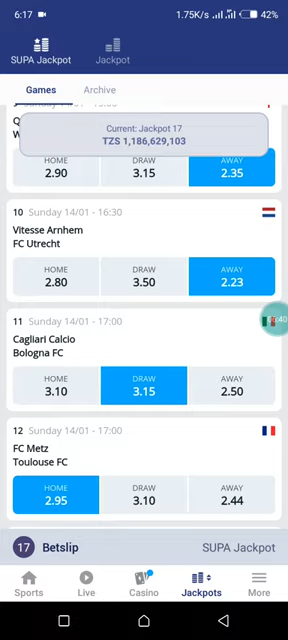 6:17
1.75K/s
42%
SUPA Jackpot
Jackpot
Games
Archive
Current: Jackpot 17
TZS 1,186,629,103
HOME
2.90
DRAW
3.15
AWAY
2.35
10 Sunday 14/01 - 16:30
Vitesse Arnhem
FC Utrecht
HOME
2.80
DRAW
3.50
AWAY
2.23
11 Sunday 14/01 - 17:00
Cagliari Calcio
Bologna FC
HOME
3.10
DRAW
3.15
AWAY
2.50
12 Sunday 14/01 - 17:00
FC Metz
Toulouse FC
HOME
2.95
DRAW
3.10
AWAY
2.44
17 Betslip
SUPA Jackpot
Sports
Live
Casino
Jackpots
More